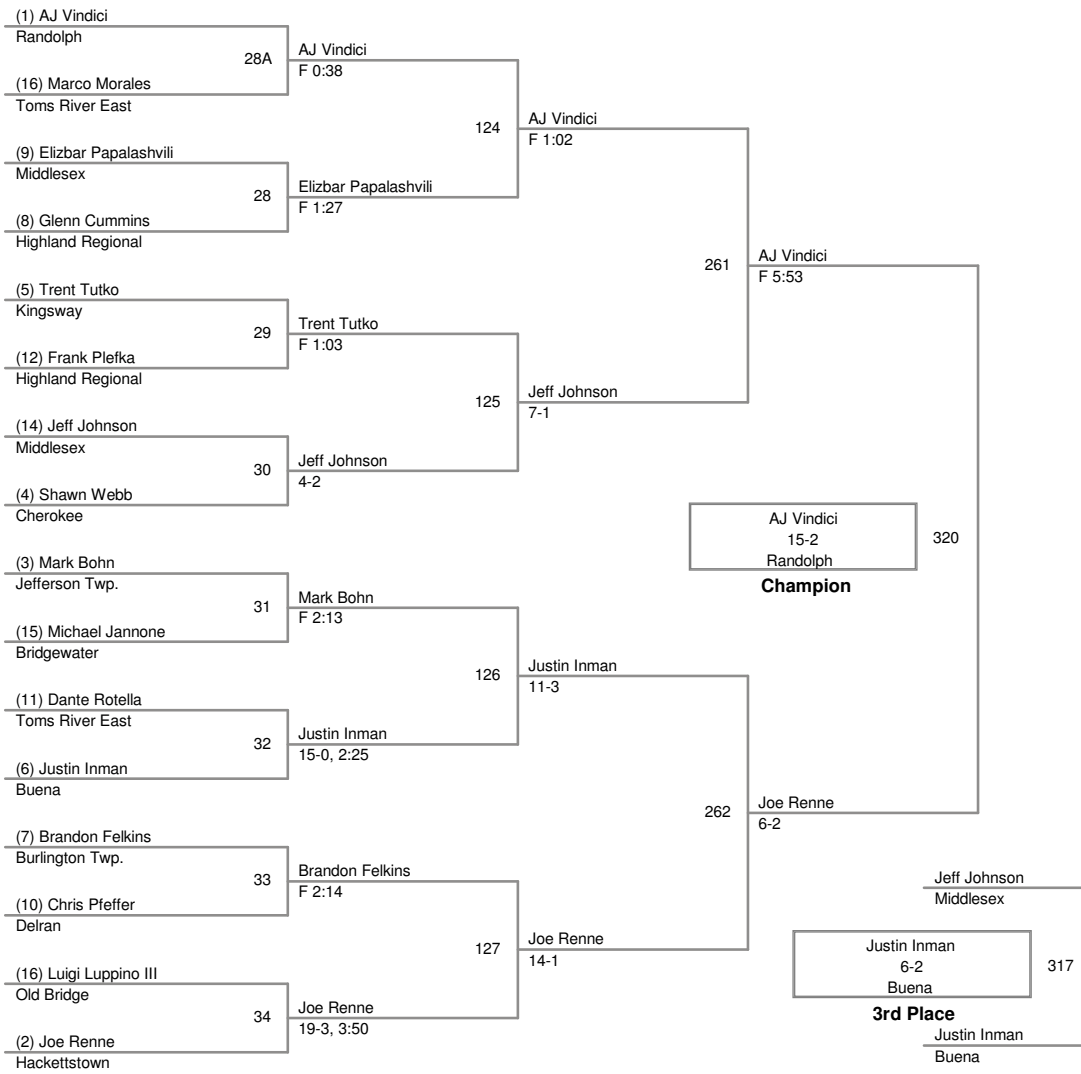 (1) AJ Vindici
Randolph
28A
(16) Marco Morales
Toms River East
AJ Vindici
F 0:38
124
(9) Elizbar Papalashvili
Middlesex
28
(8) Glenn Cummins
Highland Regional
Elizbar Papalashvili
F 1:27
AJ Vindici
F 1:02
261
(5) Trent Tutko
Kingsway
29
(12) Frank Plefka
Highland Regional
Trent Tutko
F 1:03
125
(14) Jeff Johnson
Middlesex
30
(4) Shawn Webb
Cherokee
Jeff Johnson
4-2
Jeff Johnson
7-1
AJ Vindici
F 5:53
AJ Vindici
15-2
Randolph
320
Champion
(3) Mark Bohn
Jefferson Twp.
31
(15) Michael Jannone
Bridgewater
Mark Bohn
F 2:13
126
(11) Dante Rotella
Toms River East
32
(6) Justin Inman
Buena
Justin Inman
15-0, 2:25
Justin Inman
11-3
262
(7) Brandon Felkins
Burlington Twp.
33
(10) Chris Pfeffer
Delran
Brandon Felkins
F 2:14
127
(16) Luigi Luppino III
Old Bridge
34
(2) Joe Renne
Hackettstown
Joe Renne
19-3, 3:50
Joe Renne
14-1
Joe Renne
6-2
Jeff Johnson
Middlesex
Justin Inman
6-2
Buena
317
3rd Place
Justin Inman
Buena